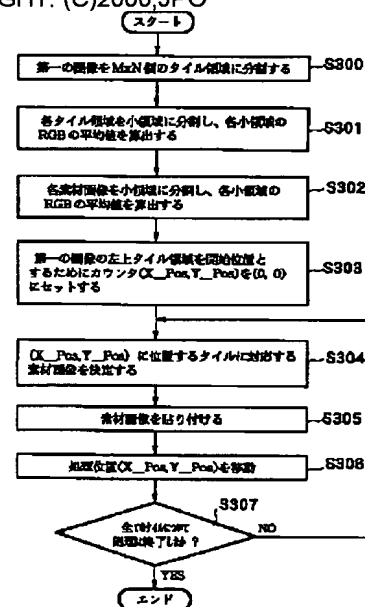 GHT: (C)2000,JPO
スタート
第一の画像をMxN個のタイル領域に分割する
S300
各タイル領域を小領域に分割し、各小領域の
RGBの平均値を算出する
S301
各素材画像を小領域に分割し、各小領域の
RGBの平均値を算出する
S302
第一の画像の左上タイル領域を開始位置と
するためにカウンタ(X_Pos,Y_Pos)を(0, 0)
にセットする
S303
(X_Pos,Y_Pos) に位置するタイルに対応する
素材画像を決定する
S304
素材画像を貼り付ける
S305
処理位置(X_Pos,Y_Pos)を移動
S306
S307
全てのタイルについて
処理は終了したか ?
NO
YES
エンド